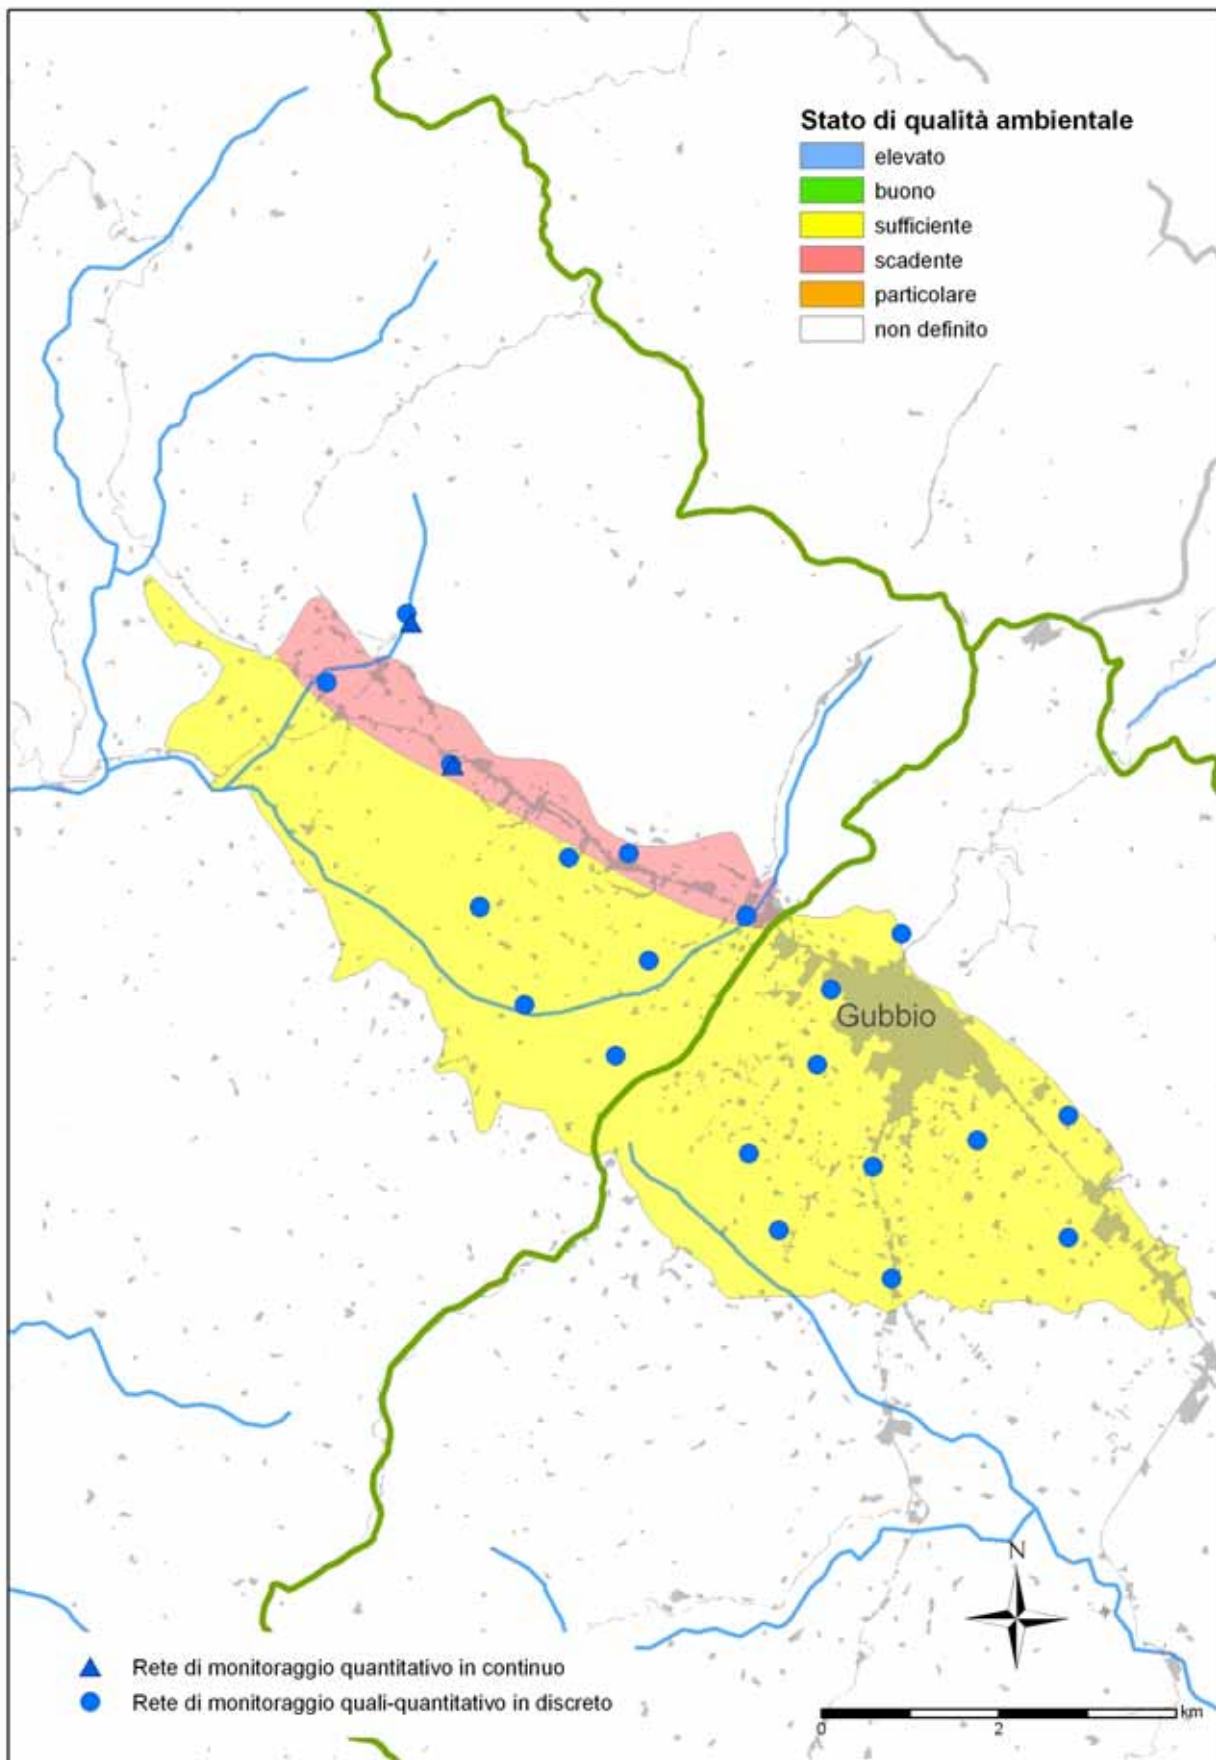 Stato di qualità ambientale
elevato
buono
sufficiente
scadente
particolare
non definito
Gubbio
N
Rete di monitoraggio quantitativo in continuo
Rete di monitoraggio quali-quantitativo in discreto
km
0 2